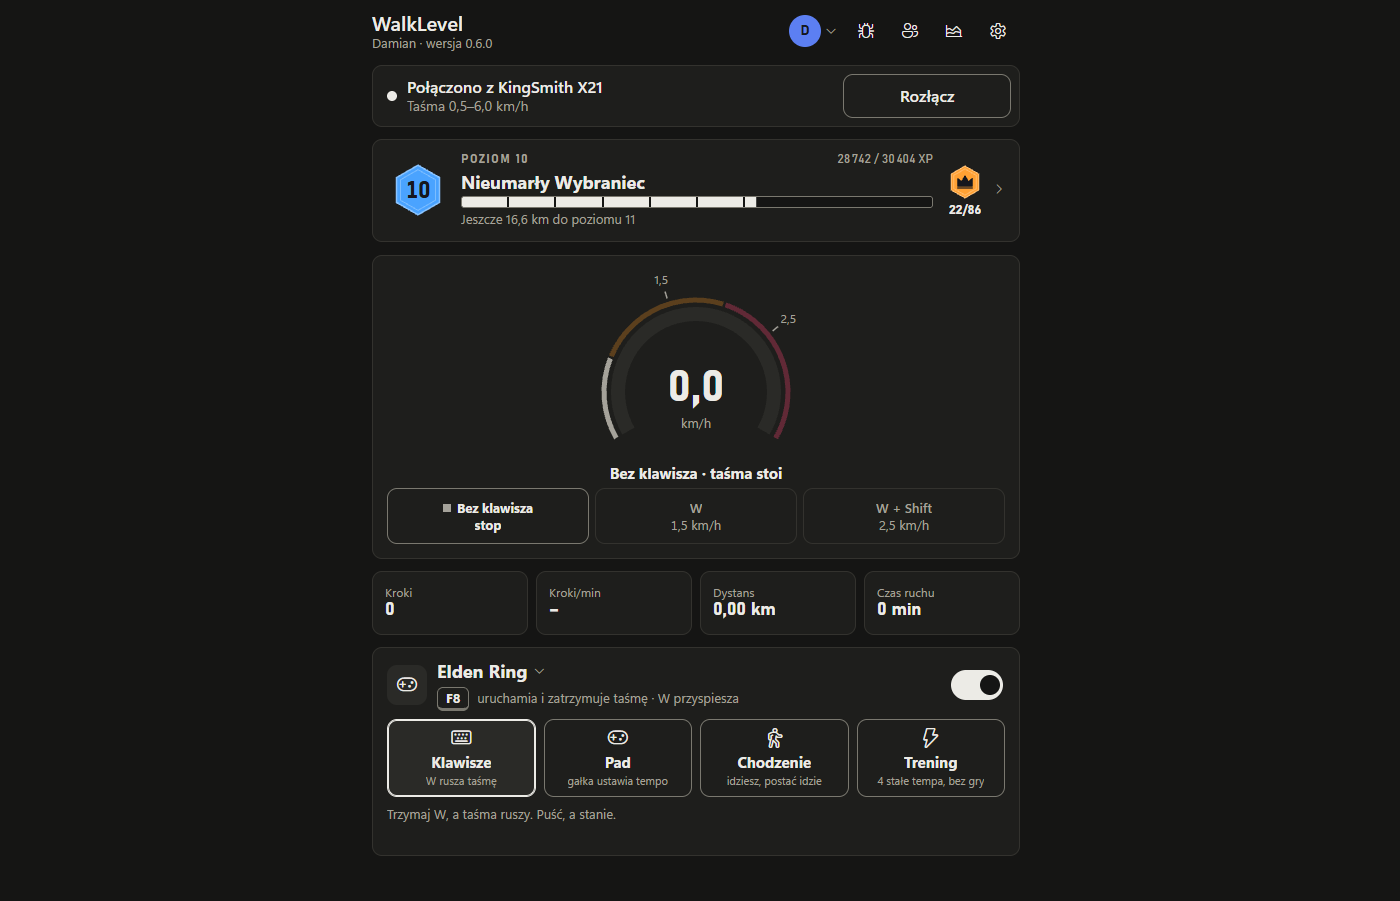 WalkLevel
Damian · wersja 0.6.0
D
Połączono z KingSmith X21
Taśma 0,5–6,0 km/h
Rozłącz
10
POZIOM 10
28 742 / 30 404 XP
Nieumarły Wybraniec
Jeszcze 16,6 km do poziomu 11
22/86
1,5
2,5
0,0
km/h
Bez klawisza · taśma stoi
Bez klawisza
stop
W
1,5 km/h
W + Shift
2,5 km/h
Kroki
0
Kroki/min
–
Dystans
0,00 km
Czas ruchu
0 min
Elden Ring
F8 uruchamia i zatrzymuje taśmę · W przyspiesza
Klawisze
W rusza taśmę
Pad
gałka ustawia tempo
Chodzenie
idziesz, postać idzie
Trening
4 stałe tempa, bez gry
Trzymaj W, a taśma ruszy. Puść, a stanie.